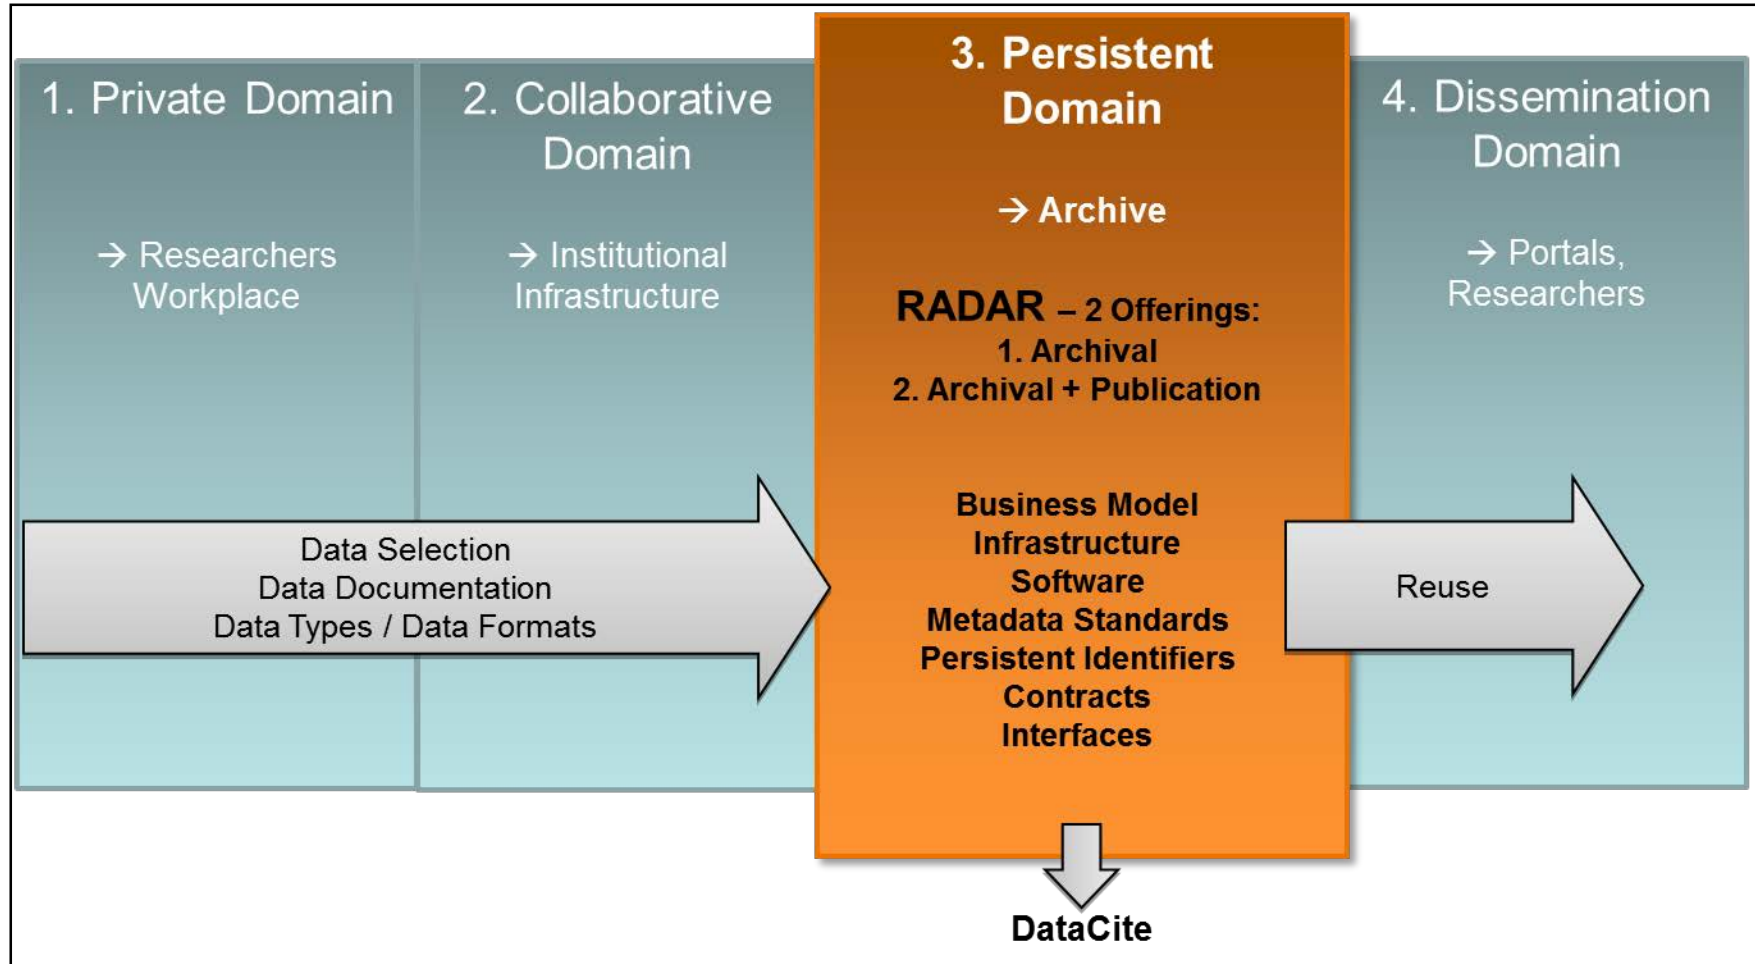 1. Private Domain
→ Researchers
Workplace
2. Collaborative
Domain
→ Institutional
Infrastructure
Data Selection
Data Documentation
Data Types / Data Formats
3. Persistent
Domain
→ Archive
RADAR – 2 Offerings:
1. Archival
2. Archival + Publication
Business Model
Infrastructure
Software
Metadata Standards
Persistent Identifiers
Contracts
Interfaces
DataCite
4. Dissemination
Domain
→ Portals,
Researchers
Reuse